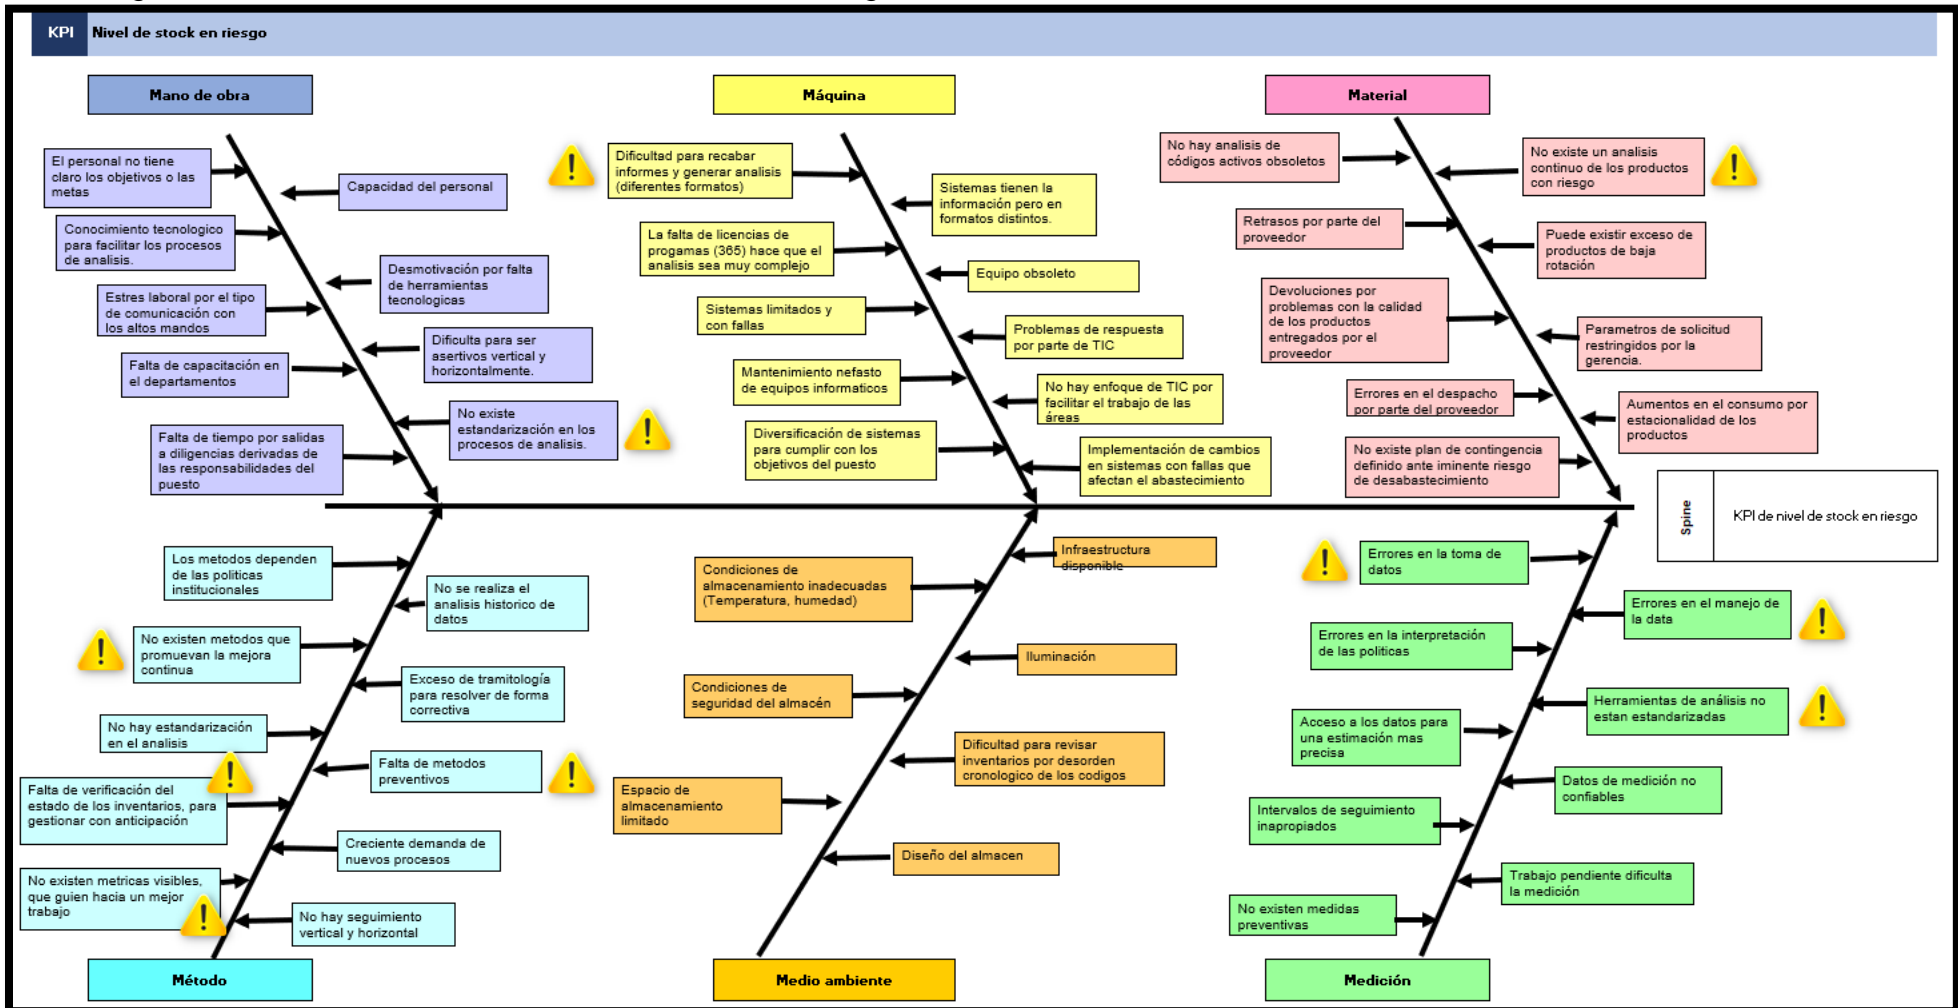 KPI Nivel de stock en riesgo
Mano de obra
El personal no tiene
claro los objetivos o las
metas
Capacidad del personal
Conocimiento tecnologico
para facilitar los procesos
de analisis.
Desmotivación por falta
de herramientas
tecnologicas
Estres laboral por el tipo
de comunicación con
los altos mandos
Dificulta para ser
asertivos vertical y
horizontalmente.
Falta de capacitación en
el departamentos
No existe
estandarización en los
procesos de analisis.
Falta de tiempo por salidas
a diligencias derivadas de
las responsabilidades del
puesto
Máquina
Dificultad para recabar
informes y generar analisis
(diferentes formatos)
Sistemas tienen la
información pero en
formatos distintos.
La falta de licencias de
progamas (365) hace que el
analisis sea muy complejo
Equipo obsoleto
Sistemas limitados y
con fallas
Problemas de respuesta
por parte de TIC
Mantenimiento nefasto
de equipos informaticos
No hay enfoque de TIC por
facilitar el trabajo de las
áreas
Diversificación de sistemas
para cumplir con los
objetivos del puesto
Implementación de cambios
en sistemas con fallas que
afectan el abastecimiento
Material
No hay analisis de
códigos activos obsoletos
No existe un analisis
continuo de los productos
con riesgo
Retrasos por parte del
proveedor
Puede existir exceso de
productos de baja
rotación
Devoluciones por
problemas con la calidad
de los productos
entregados por el
proveedor
Parametros de solicitud
restringidos por la
gerencia.
Errores en el despacho
por parte del proveedor
Aumentos en el consumo por
estacionalidad de los
productos
No existe plan de contingencia
definido ante iminente riesgo
de desabastecimiento
Spine
KPI de nivel de stock en riesgo
Los metodos dependen
de las politicas
institucionales
No se realiza el
analisis historico de
datos
No existen metodos que
promuevan la mejora
continua
Exceso de tramitología
para resolver de forma
correctiva
No hay estandarización
en el analisis
Falta de metodos
preventivos
Falta de verificación del
estado de los inventarios, para
gestionar con anticipación
Creciente demanda de
nuevos procesos
No existen metricas visibles,
que guien hacia un mejor
trabajo
No hay seguimiento
vertical y horizontal
Método
Infraestructura
disponible
Condiciones de
almacenamiento inadecuadas
(Temperatura, humedad)
Iluminación
Condiciones de
seguridad del almacén
Dificultad para revisar
inventarios por desorden
cronologico de los codigos
Espacio de
almacenamiento
limitado
Diseño del almacen
Medio ambiente
Errores en la toma de
datos
Errores en el manejo de
la data
Errores en la interpretación
de las politicas
Herramientas de análisis no
estan estandarizadas
Acceso a los datos para
una estimación mas
precisa
Datos de medición no
confiables
Intervalos de seguimiento
inapropiados
Trabajo pendiente dificulta
la medición
No existen medidas
preventivas
Medición